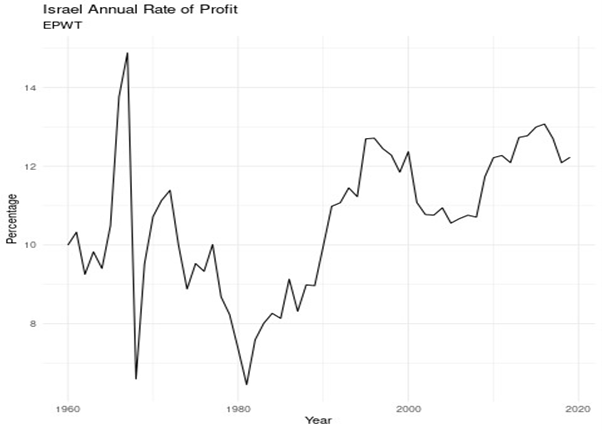 Israel Annual Rate of Profit
EPWT
14
12
10
8
Percentage
1960
1980
2000
2020
Year